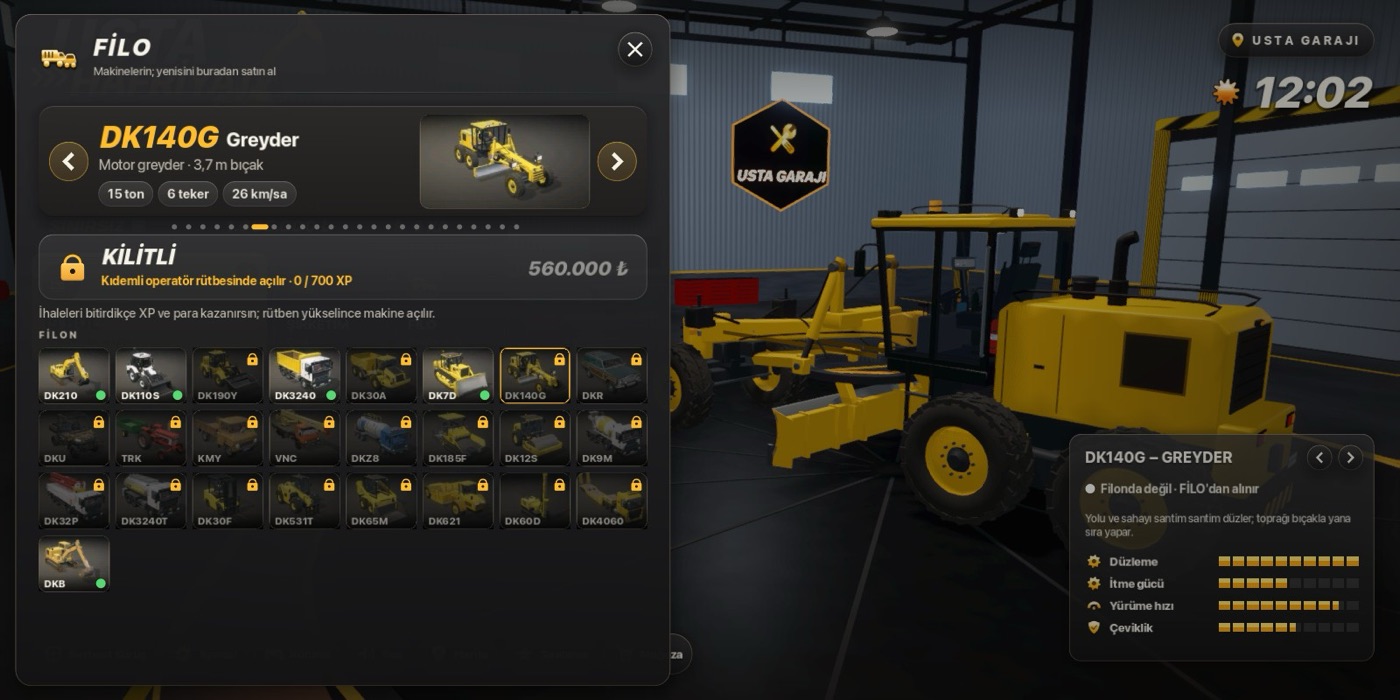 FİLO
Makinelerin; yenisini buradan satın al
DK140G Greyder
Motor greyder · 3,7 m bıçak
15 ton 6 teker 26 km/sa
KİLİTLİ
Kıdemli operatör rütbesinde açılır · 0 / 700 XP
560.000 ₺
İhaleleri bitirdikçe XP ve para kazanırsın; rütben yükselince makine açılır.
FİLON
DK210 DK110S DK190Y DK3240 DK30A DK7D DK140G DKR
DKU TRK KMY VNC DKZ8 DK185F DK12S DK9M
DK32P DK3240T DK30F DK531T DK65M DK621 DK60D DK4060
DKB
USTA GARAJI
za
USTA GARAJI
12:02
DK140G – GREYDER
Filonda değil · FİLO'dan alınır
Yolu ve sahayı santim santim düzler; toprağı bıçakla yana
sıra yapar.
Düzleme
İtme gücü
Yürüme hızı
Çeviklik